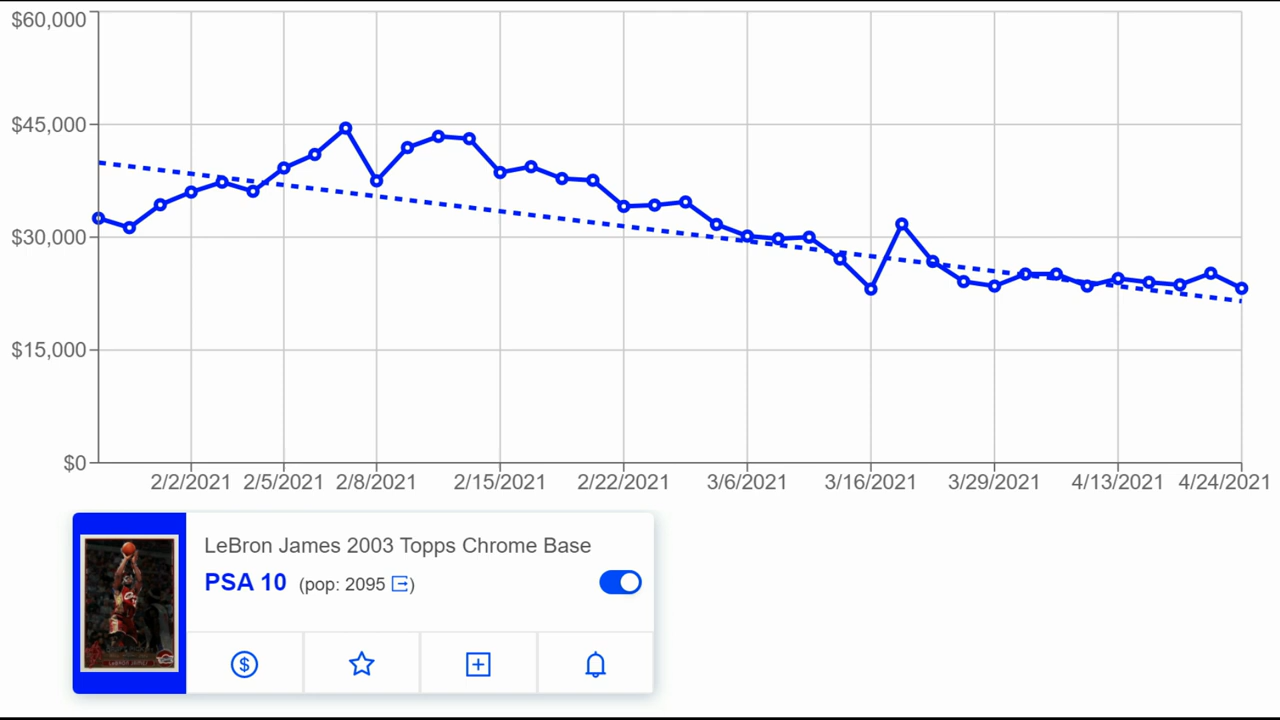 $60,000
$45,000
$30,000
$15,000
$0
2/2/2021 2/5/2021 2/8/2021 2/15/2021 2/22/2021 3/6/2021 3/16/2021 3/29/2021 4/13/2021 4/24/2021
LeBron James 2003 Topps Chrome Base
PSA 10 (pop: 2095)